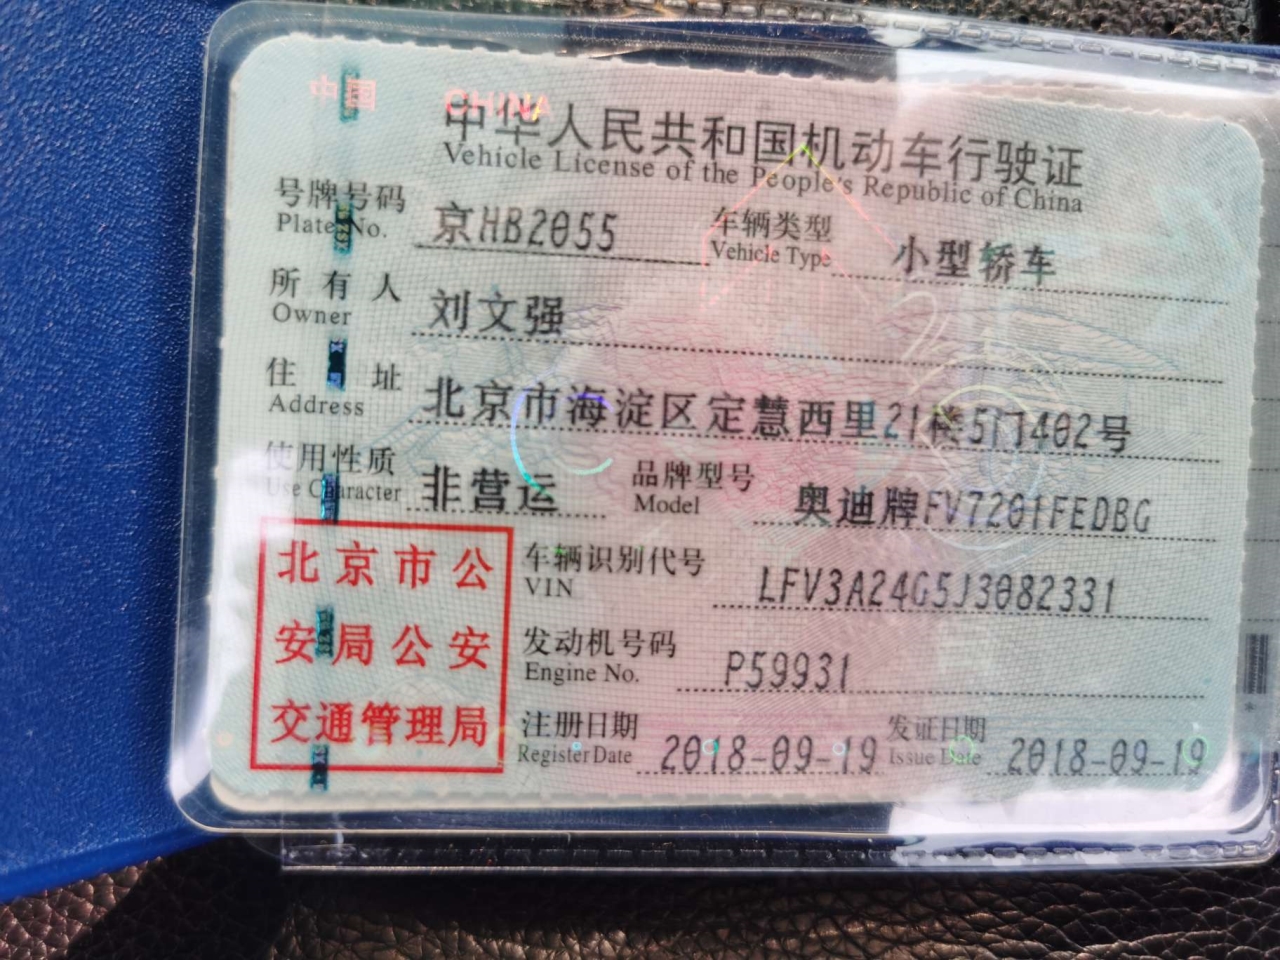 中国 CHINA
中华人民共和国机动车行驶证
Vehicle License of the People's Republic of China
号牌号码 京HB2055 车辆类型 小型轿车
Plate No. Vehicle Type
所有人 刘文强
Owner
住址 北京市海淀区定慧西里21楼5门1402号
Address
使用性质 非营运 品牌型号 奥迪牌FV7201FEDBG
Use Character Model
北京市公
安局公安
交通管理局
车辆识别代号 LFV3A24G5J3082331
VIN
发动机号码 P59931
Engine No.
注册日期 2018-09-19 发证日期 2018-09-19
Register Date Issue Date